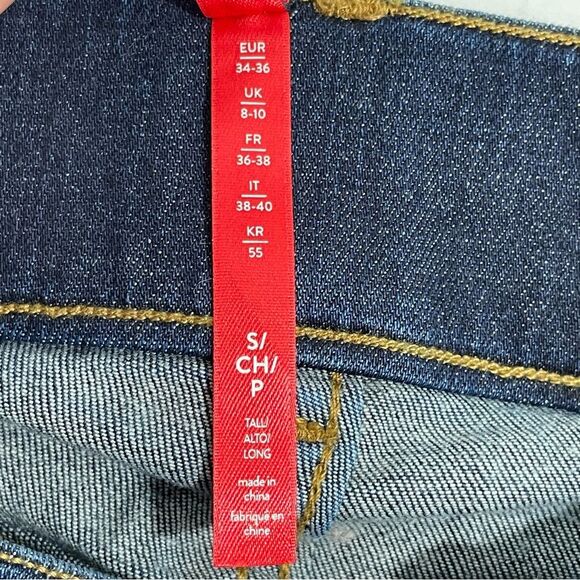 EUR
34-36
UK
8-10
FR
36-38
IT
38-40
KR
55
S/
CH/
P
TALL/
ALTO/
LONG
made in
china
fabriqué en
chine